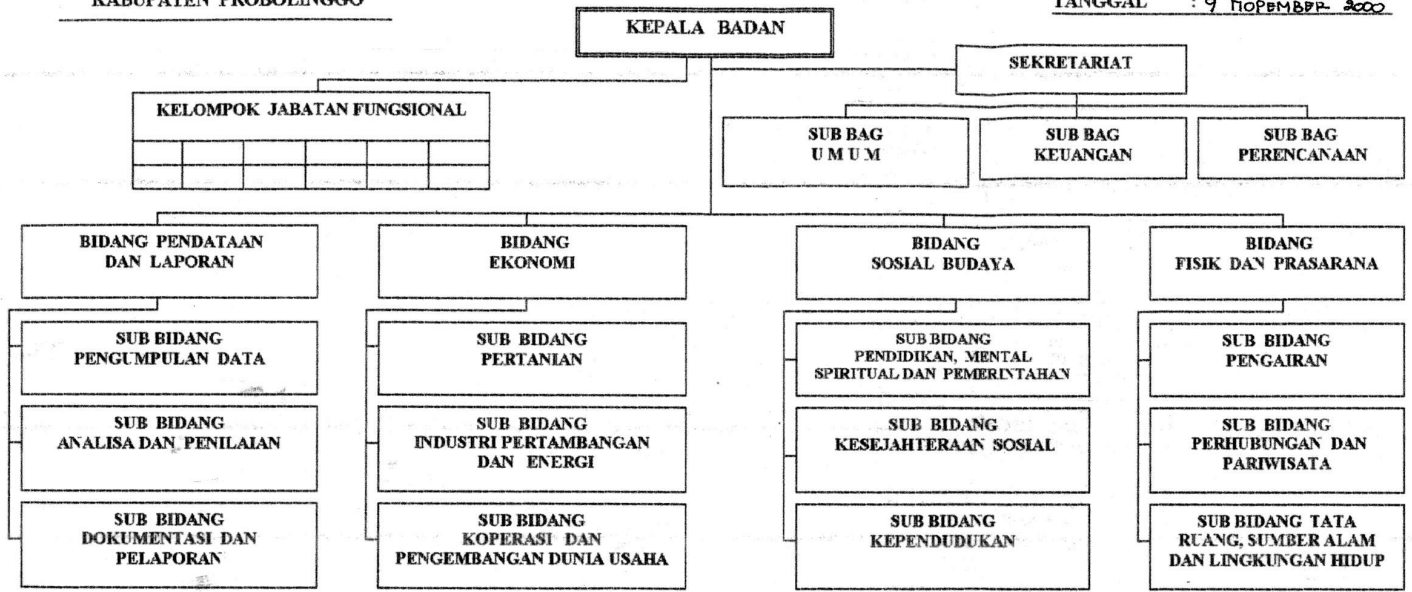 KABUPATEN PROBOLINGGO
TANGGAL : 9 NOPEMBER 2000
KEPALA BADAN
SEKRETARIAT
KELOMPOK JABATAN FUNGSIONAL
SUB BAG
U M U M
SUB BAG
KEUANGAN
SUB BAG
PERENCANAAN
BIDANG PENDATAAN
DAN LAPORAN
BIDANG
EKONOMI
BIDANG
SOSIAL BUDAYA
BIDANG
FISIK DAN PRASARANA
SUB BIDANG
PENGUMPULAN DATA
SUB BIDANG
PERTANIAN
SUB BIDANG
PENDIDIKAN, MENTAL
SPIRITUAL DAN PEMERINTAHAN
SUB BIDANG
PENGAIRAN
SUB BIDANG
ANALISA DAN PENILAIAN
SUB BIDANG
INDUSTRI PERTAMBANGAN
DAN ENERGI
SUB BIDANG
KESEJAHTERAAN SOSIAL
SUB BIDANG
PERHUBUNGAN DAN
PARIWISATA
SUB BIDANG
DOKUMENTASI DAN
PELAPORAN
SUB BIDANG
KOPERASI DAN
PENGEMBANGAN DUNIA USAHA
SUB BIDANG
KEPENDUDUKAN
SUB BIDANG TATA
RUANG, SUMBER ALAM
DAN LINGKUNGAN HIDUP